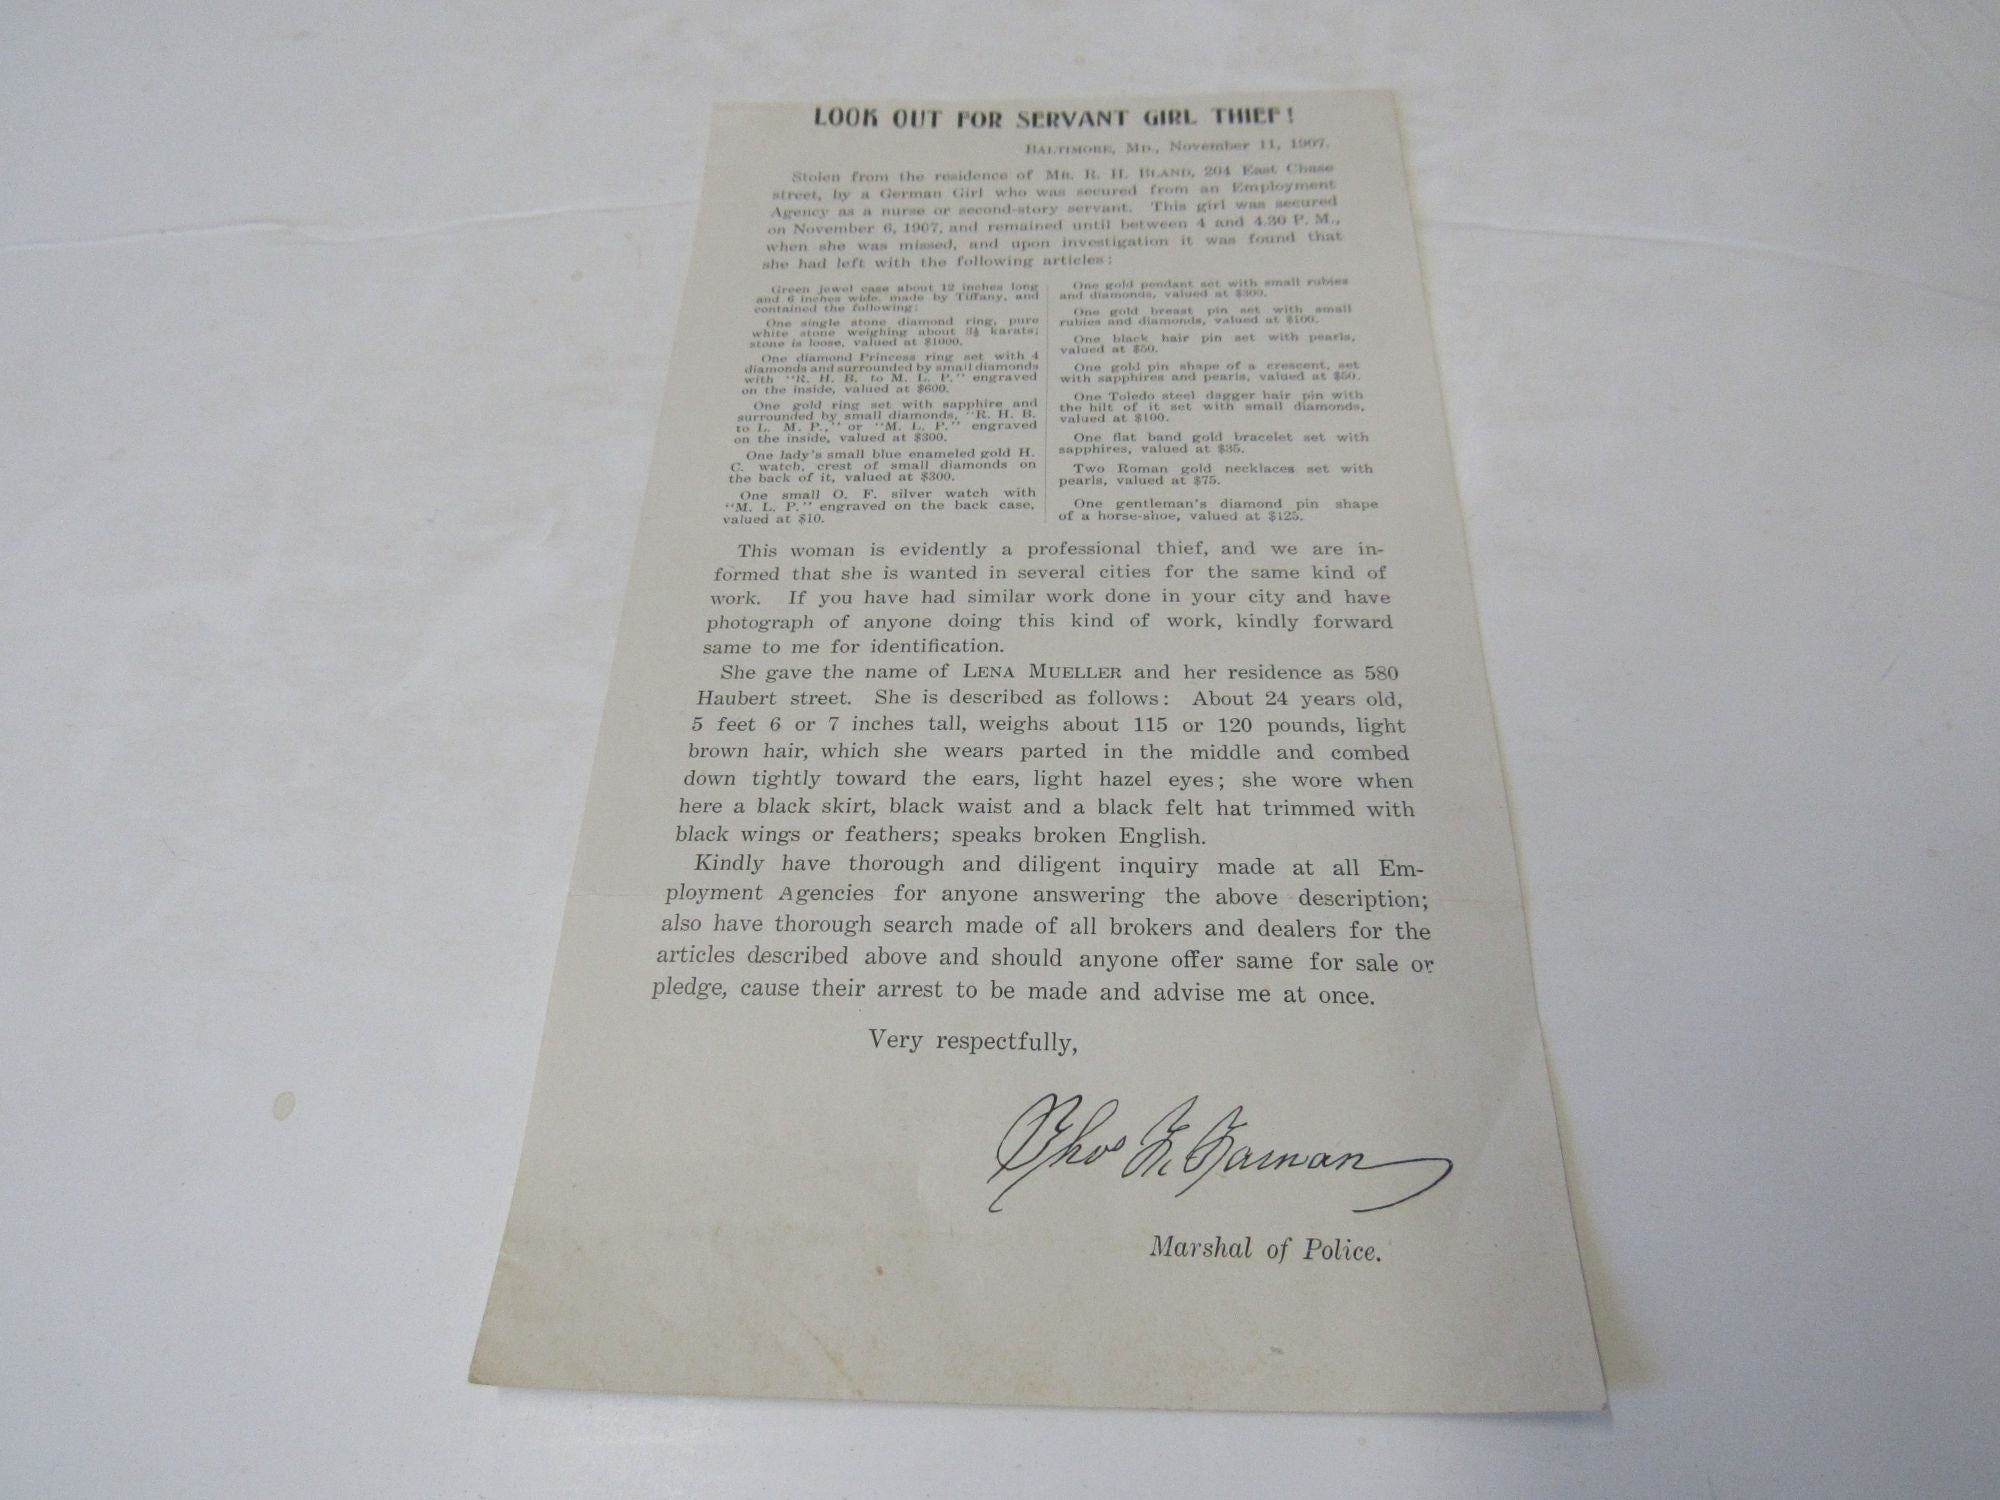 LOOK OUT FOR SERVANT GIRL THIEF!
BALTIMORE, MD., November 11, 1907.
Stolen from the residence of MR. R. H. BLAND, 204 East Chase
street, by a German Girl who was secured from an Employment
Agency as a nurse or second-story servant. This girl was secured
on November 6, 1907, and remained until between 4 and 4.30 P. M.,
when she was missed, and upon investigation it was found that
she had left with the following articles:
Green jewel case about 12 inches long
and 6 inches wide, made by Tiffany, and
contained the following:
One single stone diamond ring, pure
white stone weighing about 3½ karats;
stone is loose, valued at $1000.
One diamond Princess ring set with 4
diamonds and surrounded by small diamonds
with "R. H. B. to M. L. P." engraved
on the inside, valued at $600.
One gold ring set with sapphire and
surrounded by small diamonds, "R. H. B.
to L. M. P.," or "M. L. P." engraved
on the inside, valued at $300.
One lady's small blue enameled gold H.
C. watch, crest of small diamonds on
the back of it, valued at $300.
One small O. F. silver watch with
"M. L. P." engraved on the back case,
valued at $10.
One gold pendant set with small rubies
and diamonds, valued at $300.
One gold breast pin set with small
rubies and diamonds, valued at $100.
One black hair pin set with pearls,
valued at $50.
One gold pin shape of a crescent, set
with sapphires and pearls, valued at $50.
One Toledo steel dagger hair pin with
the hilt of it set with small diamonds,
valued at $100.
One flat band gold bracelet set with
sapphires, valued at $35.
Two Roman gold necklaces set with
pearls, valued at $75.
One gentleman's diamond pin shape
of a horse-shoe, valued at $125.
This woman is evidently a professional thief, and we are in-
formed that she is wanted in several cities for the same kind of
work. If you have had similar work done in your city and have
photograph of anyone doing this kind of work, kindly forward
same to me for identification.
She gave the name of LENA MUELLER and her residence as 580
Haubert street. She is described as follows: About 24 years old,
5 feet 6 or 7 inches tall, weighs about 115 or 120 pounds, light
brown hair, which she wears parted in the middle and combed
down tightly toward the ears, light hazel eyes; she wore when
here a black skirt, black waist and a black felt hat trimmed with
black wings or feathers; speaks broken English.
Kindly have thorough and diligent inquiry made at all Em-
ployment Agencies for anyone answering the above description;
also have thorough search made of all brokers and dealers for the
articles described above and should anyone offer same for sale or
pledge, cause their arrest to be made and advise me at once.
Very respectfully,
Thos F. Farnan
Marshal of Police.